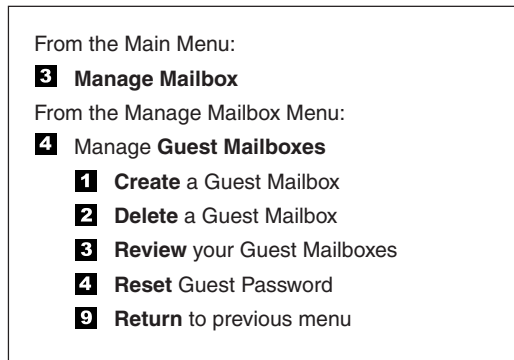 From the Main Menu:
3 Manage Mailbox
From the Manage Mailbox Menu:
4 Manage Guest Mailboxes
1 Create a Guest Mailbox
2 Delete a Guest Mailbox
3 Review your Guest Mailboxes
4 Reset Guest Password
9 Return to previous menu